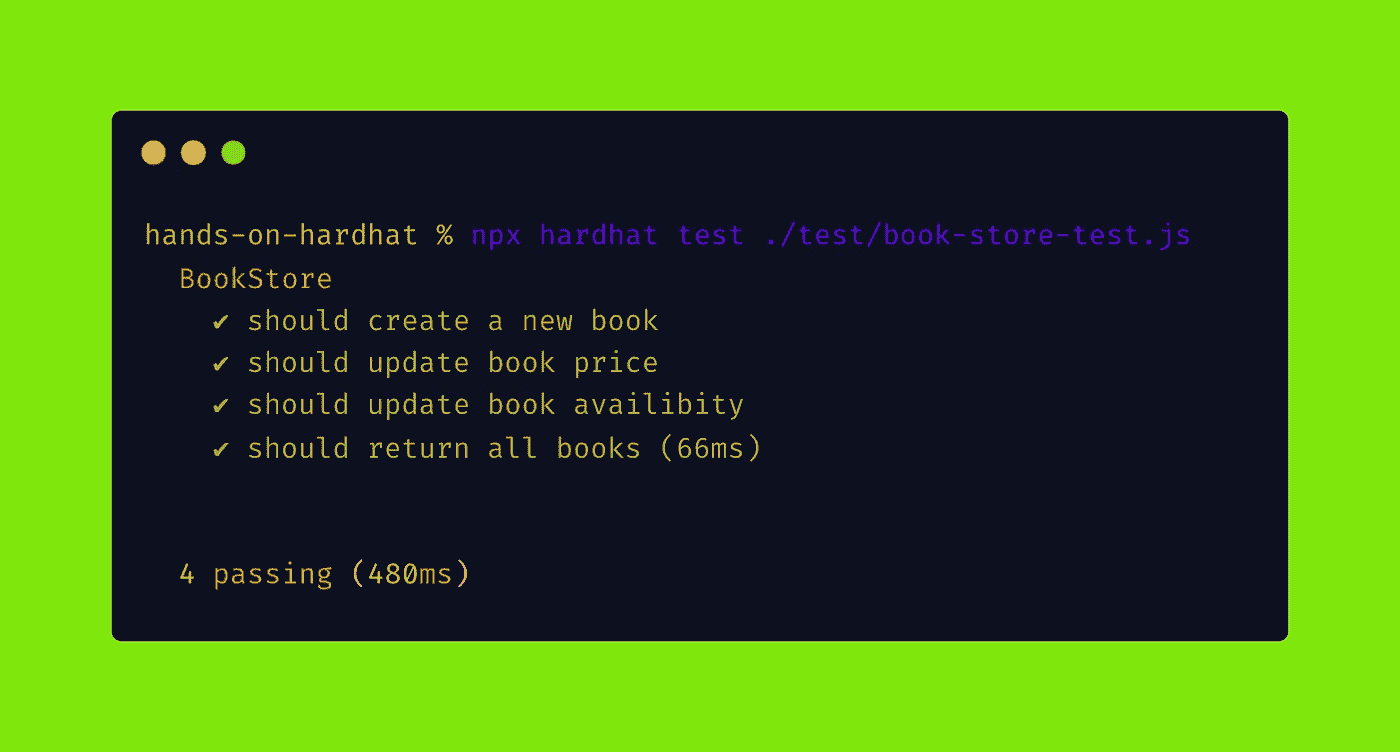 hands-on-hardhat % npx hardhat test ./test/book-store-test.js
BookStore
✔ should create a new book
✔ should update book price
✔ should update book availibity
✔ should return all books (66ms)
4 passing (480ms)